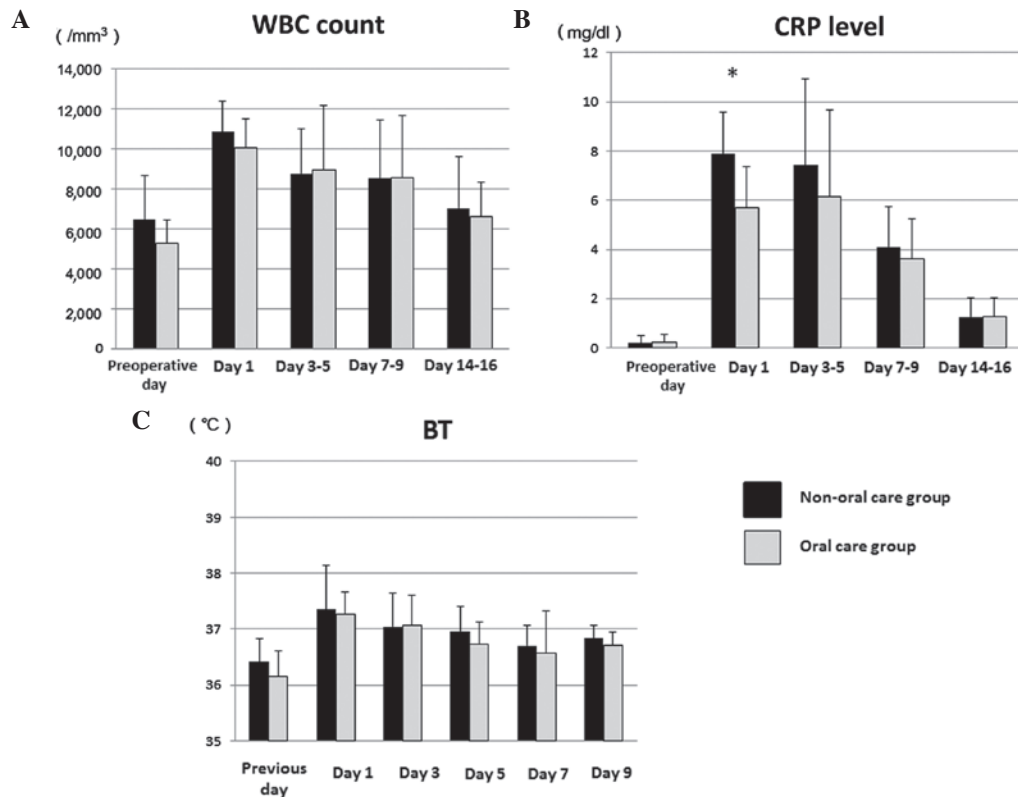 A
( /mm³ )
WBC count
14,000
12,000
10,000
8,000
6,000
4,000
2,000
0
Preoperative day
Day 1
Day 3-5
Day 7-9
Day 14-16
B
( mg/dl )
CRP level
12
10
8
6
4
2
0
*
Preoperative day
Day 1
Day 3-5
Day 7-9
Day 14-16
C
( °C )
BT
40
39
38
37
36
35
Previous day
Day 1
Day 3
Day 5
Day 7
Day 9
Non-oral care group
Oral care group